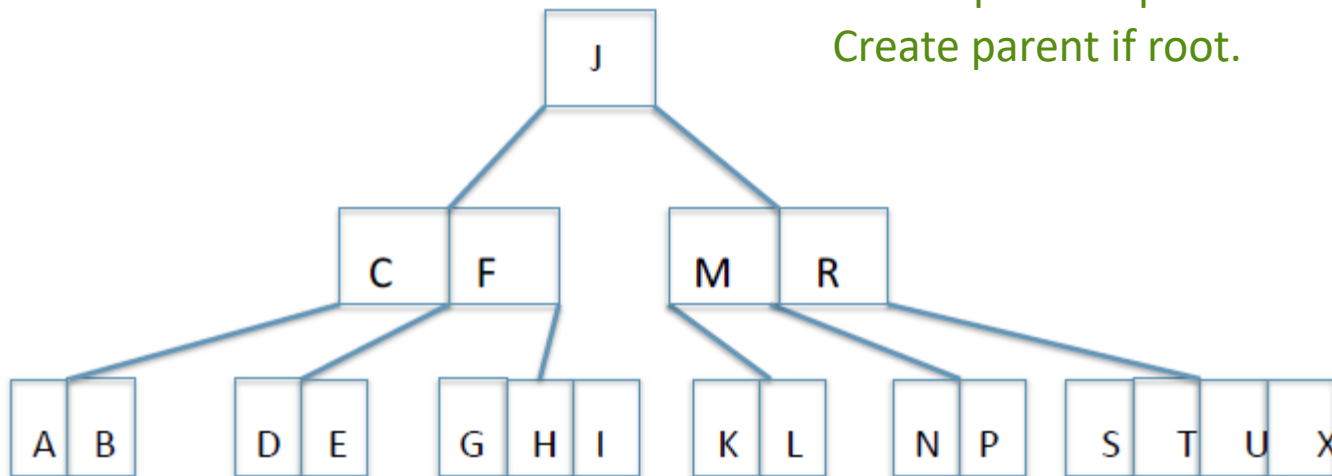 Create parent if root.
J
C F M R
A B D E G H I K L N P S T U X